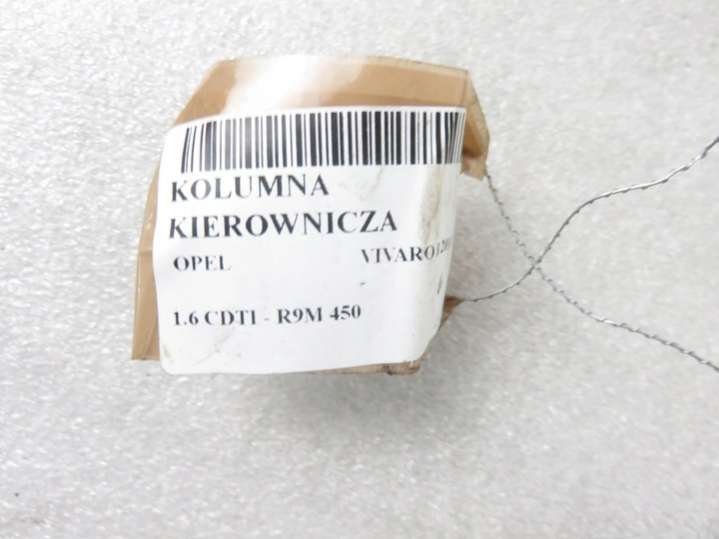 KOLUMNA
KIEROWNICZA
OPEL VIVARO
1.6 CDTI - R9M 450